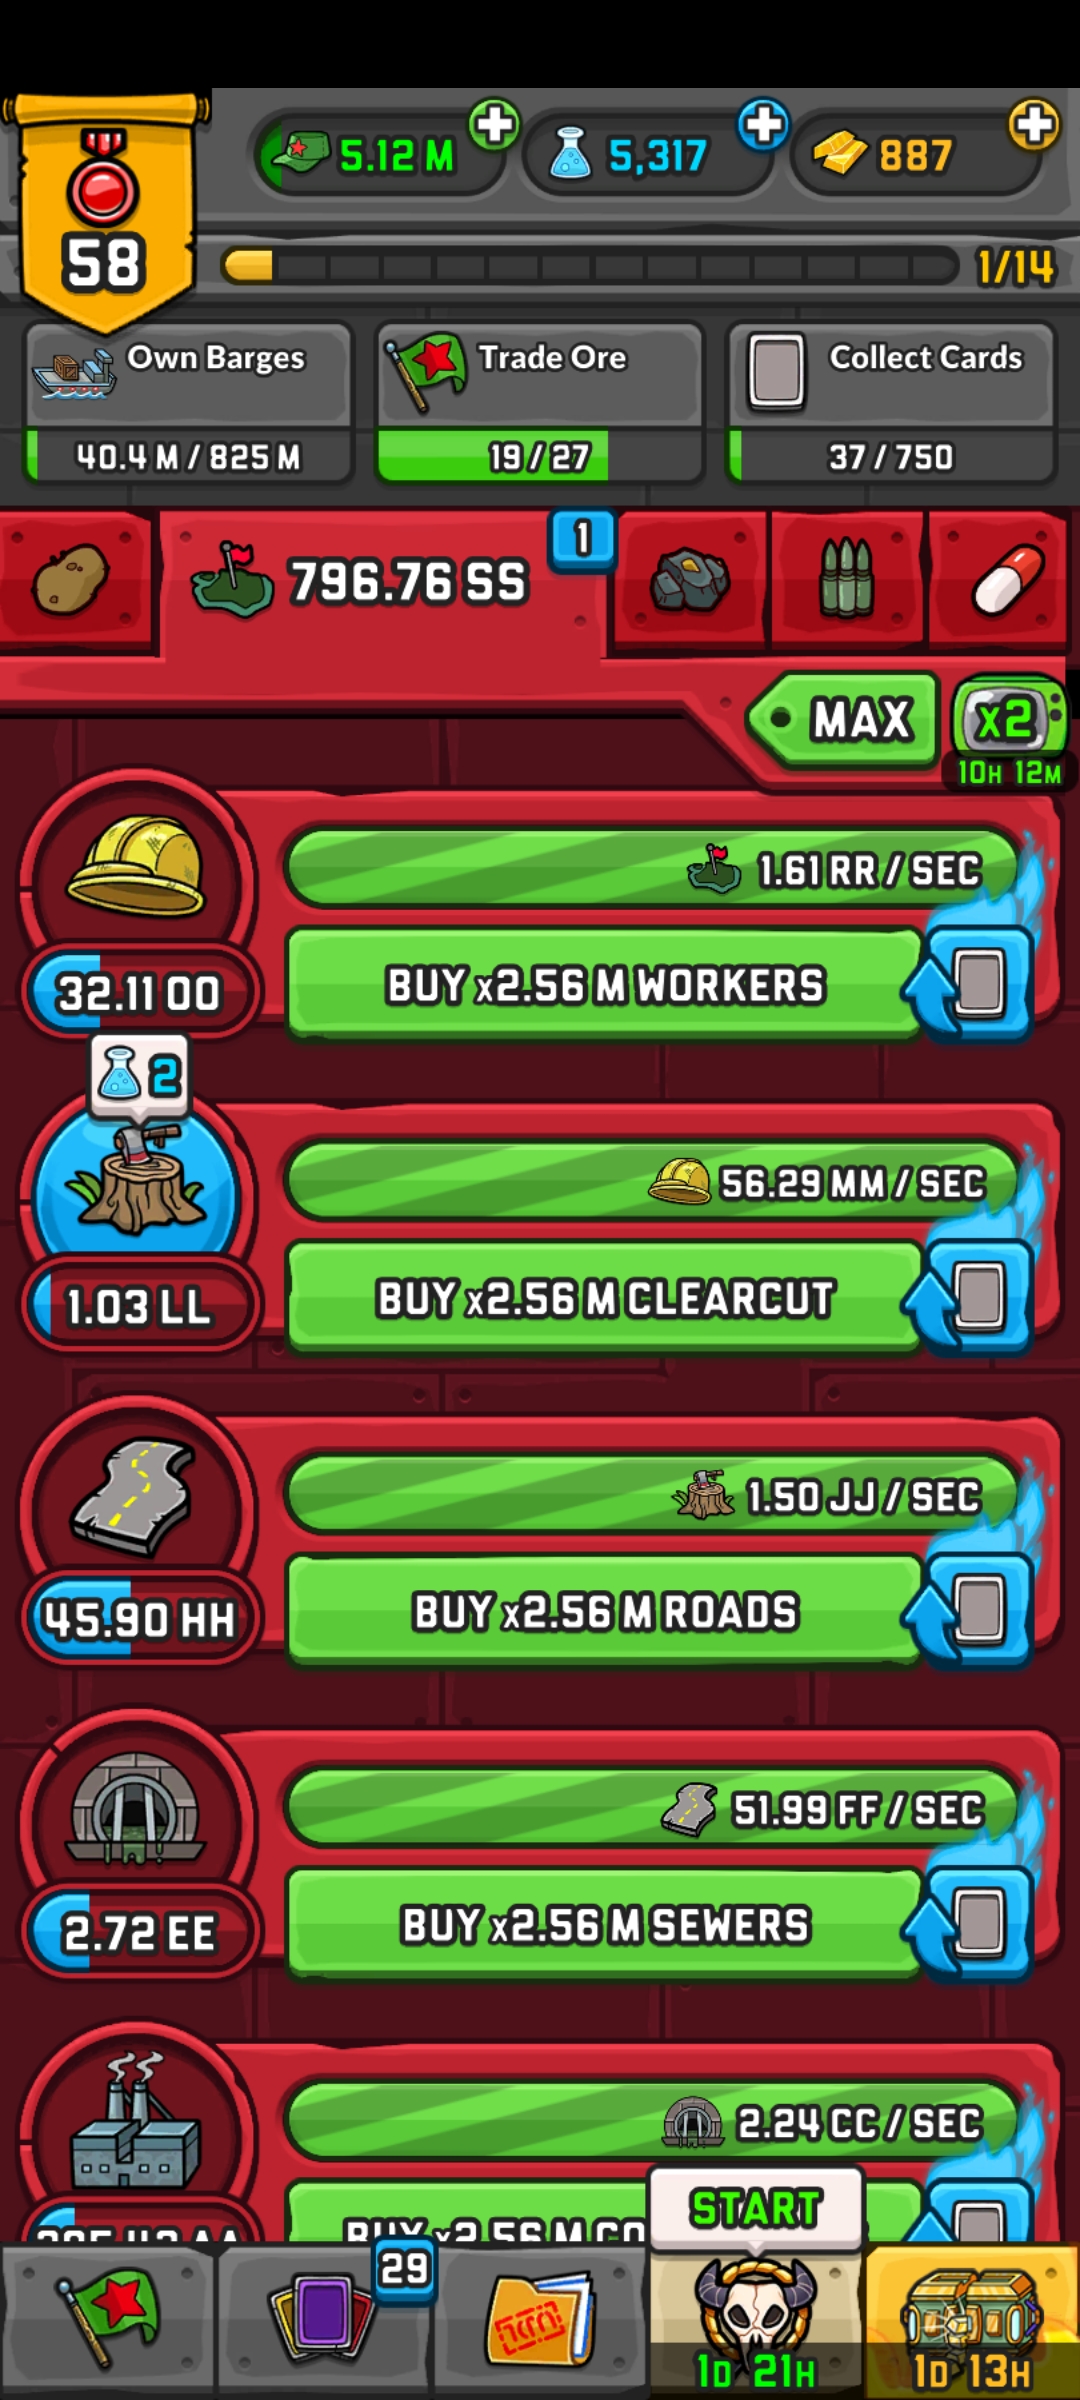 5.12 M
5,317
887
58
1/14
Own Barges
Trade Ore
Collect Cards
40.4 M / 825 M
19 / 27
37 / 750
1
796.76 SS
MAX
x2
10H 12M
1.61 RR / SEC
32.11 OO
BUY x2.56 M WORKERS
2
56.29 MM / SEC
1.03 LL
BUY x2.56 M CLEARCUT
1.50 JJ / SEC
45.90 HH
BUY x2.56 M ROADS
51.99 FF / SEC
2.72 EE
BUY x2.56 M SEWERS
2.24 CC / SEC
BUY x2.56 M CO
START
29
1D 21H
1D 13H